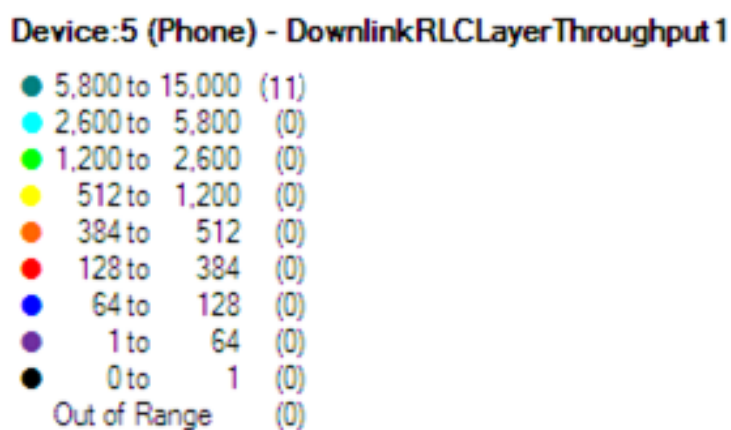 Device:5 (Phone) - DownlinkRLCLayerThroughput1
5,800 to 15,000 (11)
2,600 to 5,800 (0)
1,200 to 2,600 (0)
512 to 1,200 (0)
384 to 512 (0)
128 to 384 (0)
64 to 128 (0)
1 to 64 (0)
0 to 1 (0)
Out of Range (0)